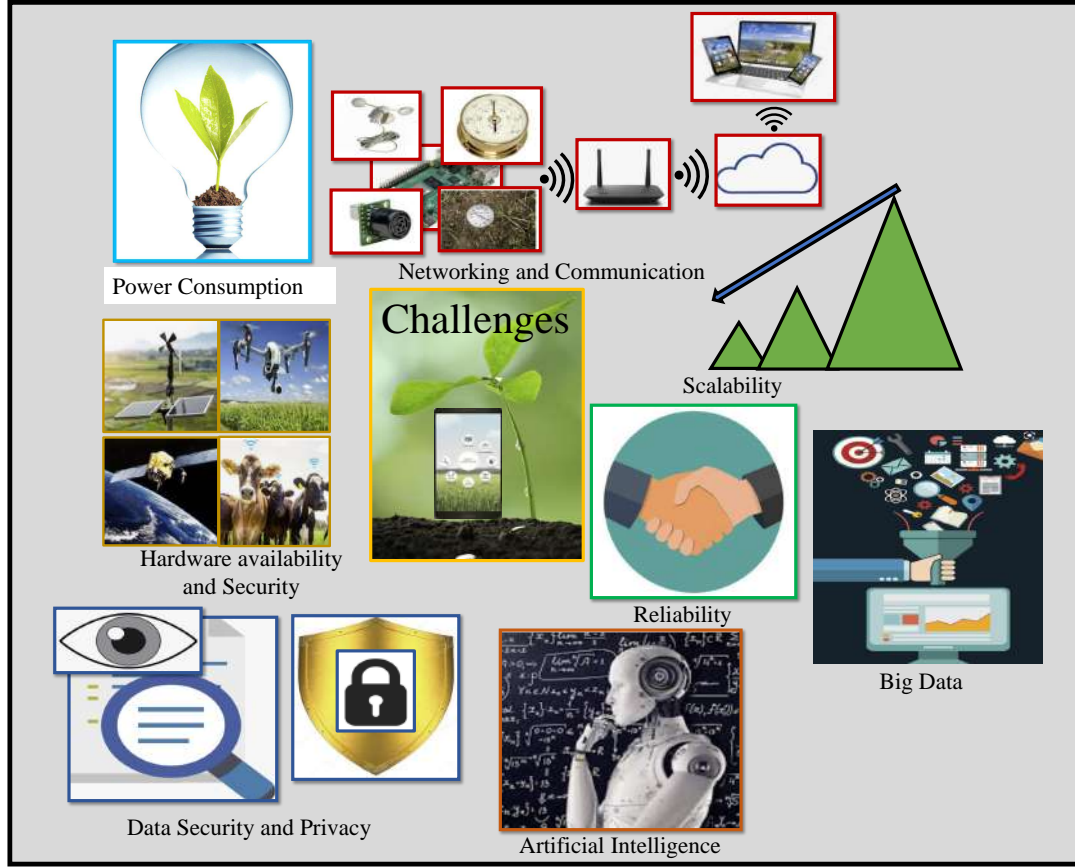 Power Consumption
Networking and Communication
Challenges
Scalability
Hardware availability
and Security
Reliability
Big Data
Data Security and Privacy
Artificial Intelligence